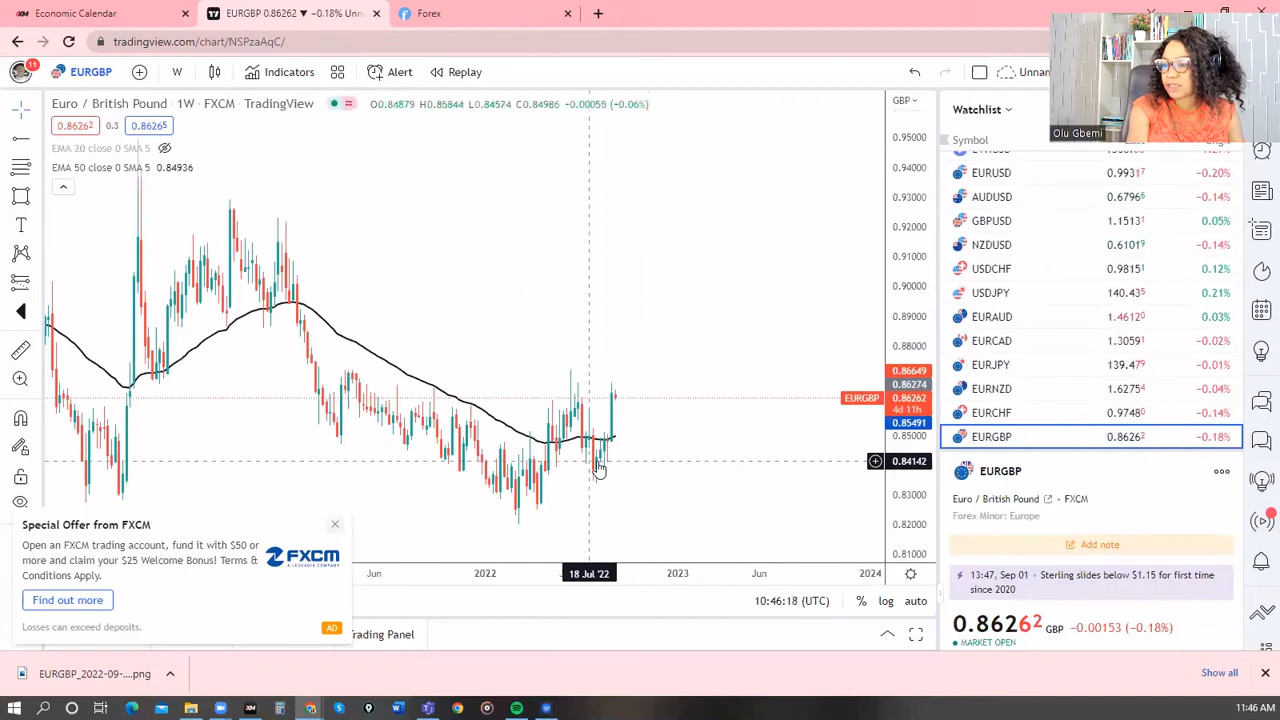 Economic Calendar
EURGBP 0.86262 ▼ −0.18% Unn
Forex
tradingview.com/chart/NSPzaAqC/
11
EURGBP
W
Indicators
Alert
Replay
Unnam
Euro / British Pound · 1W · FXCM · TradingView
O0.84879 H0.85844 L0.84574 C0.84986 −0.00055 (−0.06%)
GBP
0.86262
0.3
0.86265
EMA 20 close 0 SMA 5
EMA 50 close 0 SMA 5 0.84936
0.95000
0.94000
0.93000
0.92000
0.91000
0.90000
0.89000
0.88000
0.86649
0.86274
EURGBP
0.86262
4d 11h
0.85491
0.85000
0.84142
0.83000
0.82000
0.81000
Jun
2022
18 Jul '22
2023
Jun
2024
10:46:18 (UTC)
%
log
auto
Trading Panel
Special Offer from FXCM
Open an FXCM trading account, fund it with $50 or
more and claim your $25 Welcome Bonus! Terms &
Conditions Apply.
FXCM
A LEUCADIA COMPANY
Find out more
Losses can exceed deposits.
AD
Olu Gbemi
Watchlist
Symbol
EURUSD 0.99317 −0.20%
AUDUSD 0.6796 −0.14%
GBPUSD 1.15131 0.05%
NZDUSD 0.61019 −0.14%
USDCHF 0.98151 0.12%
USDJPY 140.435 0.21%
EURAUD 1.46120 0.03%
EURCAD 1.30591 −0.02%
EURJPY 139.479 −0.01%
EURNZD 1.62754 −0.04%
EURCHF 0.97480 −0.14%
EURGBP 0.86262 −0.18%
EURGBP
Euro / British Pound · FXCM
Forex Minor: Europe
Add note
13:47, Sep 01 · Sterling slides below $1.15 for first time
since 2020
0.86262 GBP −0.00153 (−0.18%)
MARKET OPEN
EURGBP_2022-09-....png
Show all
11:46 AM